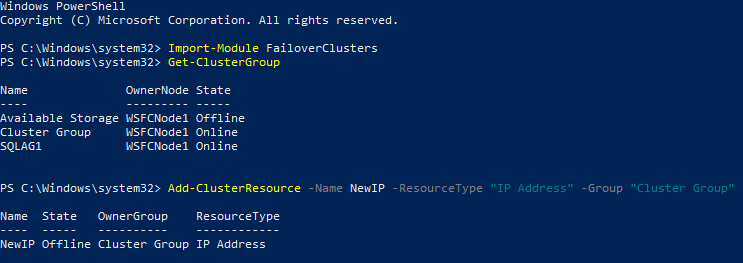 Windows PowerShell
Copyright (C) Microsoft Corporation. All rights reserved.
PS C:\Windows\system32> Import-Module FailoverClusters
PS C:\Windows\system32> Get-ClusterGroup
Name              OwnerNode State
----              --------- -----
Available Storage WSFCNode1 Offline
Cluster Group     WSFCNode1 Online
SQLAG1            WSFCNode1 Online
PS C:\Windows\system32> Add-ClusterResource -Name NewIP -ResourceType "IP Address" -Group "Cluster Group"
Name  State   OwnerGroup    ResourceType
----  -----   ----------    ------------
NewIP Offline Cluster Group IP Address